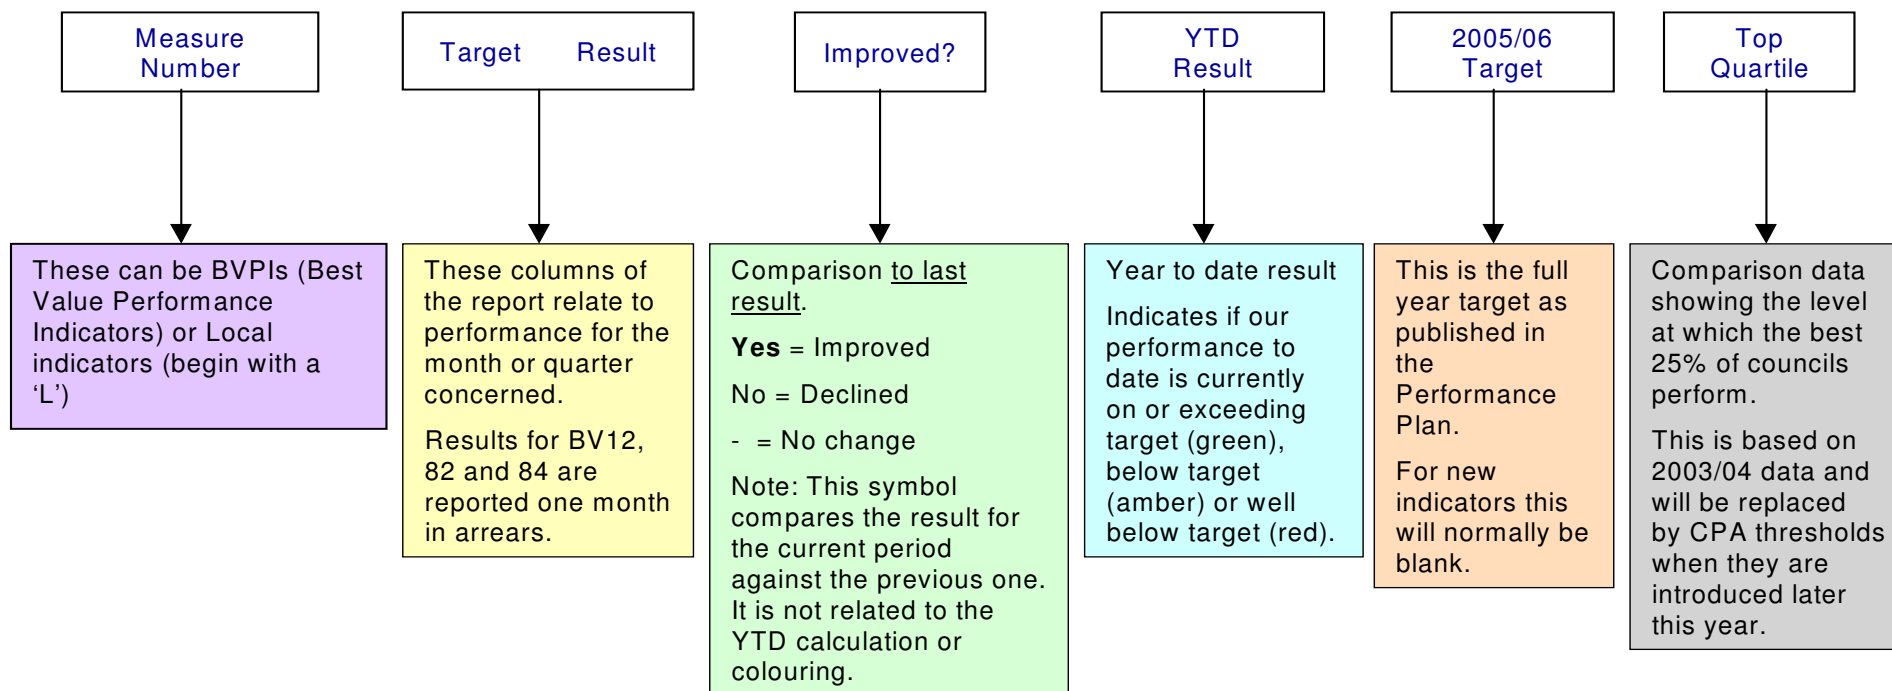 Measure
Number
Target Result
Improved?
YTD
Result
2005/06
Target
Top
Quartile
These can be BVPIs (Best
Value Performance
Indicators) or Local
indicators (begin with a
‘L’)
These columns of
the report relate to
performance for the
month or quarter
concerned.
Results for BV12,
82 and 84 are
reported one month
in arrears.
Comparison to last
result.
Yes = Improved
No = Declined
- = No change
Note: This symbol
compares the result for
the current period
against the previous one.
It is not related to the
YTD calculation or
colouring.
Year to date result
Indicates if our
performance to
date is currently
on or exceeding
target (green),
below target
(amber) or well
below target (red).
This is the full
year target as
published in
the
Performance
Plan.
For new
indicators this
will normally be
blank.
Comparison data
showing the level
at which the best
25% of councils
perform.
This is based on
2003/04 data and
will be replaced
by CPA thresholds
when they are
introduced later
this year.